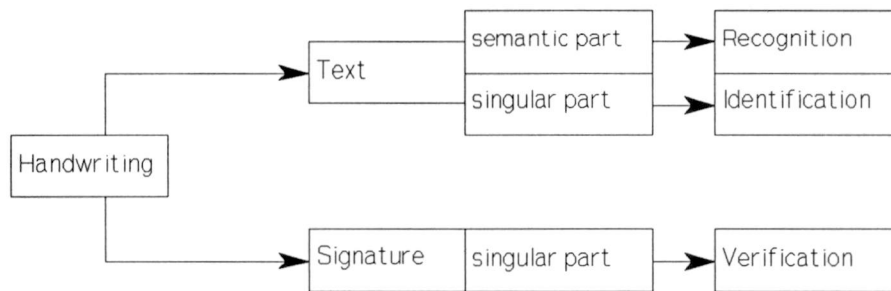 semantic part Recognition
Text
singular part Identification
Handwriting
Signature singular part Verification